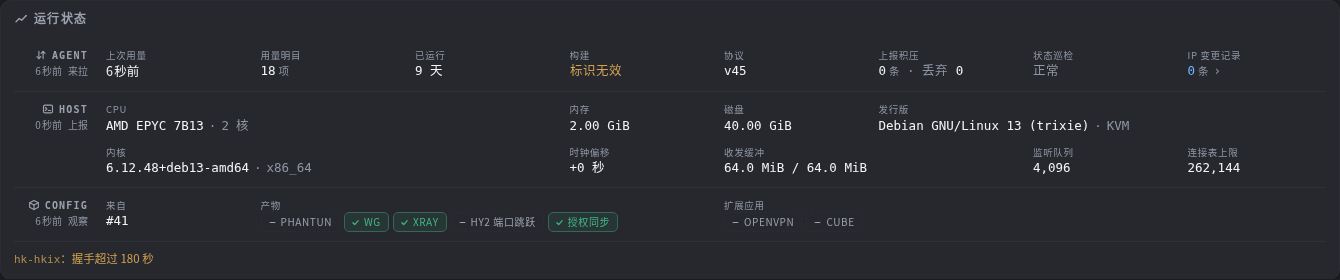 运行状态
AGENT 上次用量 用量明目 已运行 构建 协议 上报积压 状态巡检 IP 变更记录
6秒前 来拉 6秒前 18 项 9 天 标识无效 v45 0 条 · 丢弃 0 正常 0 条 ›
HOST CPU 内存 磁盘 发行版
0秒前 上报 AMD EPYC 7B13 · 2 核 2.00 GiB 40.00 GiB Debian GNU/Linux 13 (trixie) · KVM
内核 时钟偏移 收发缓冲 监听队列 连接表上限
6.12.48+deb13-amd64 · x86_64 +0 秒 64.0 MiB / 64.0 MiB 4,096 262,144
CONFIG 来自 产物 扩展应用
6秒前 观察 #41 — PHANTUN ✓ WG ✓ XRAY — HY2 端口跳跃 ✓ 授权同步 — OPENVPN — CUBE
hk-hkix: 握手超过 180 秒